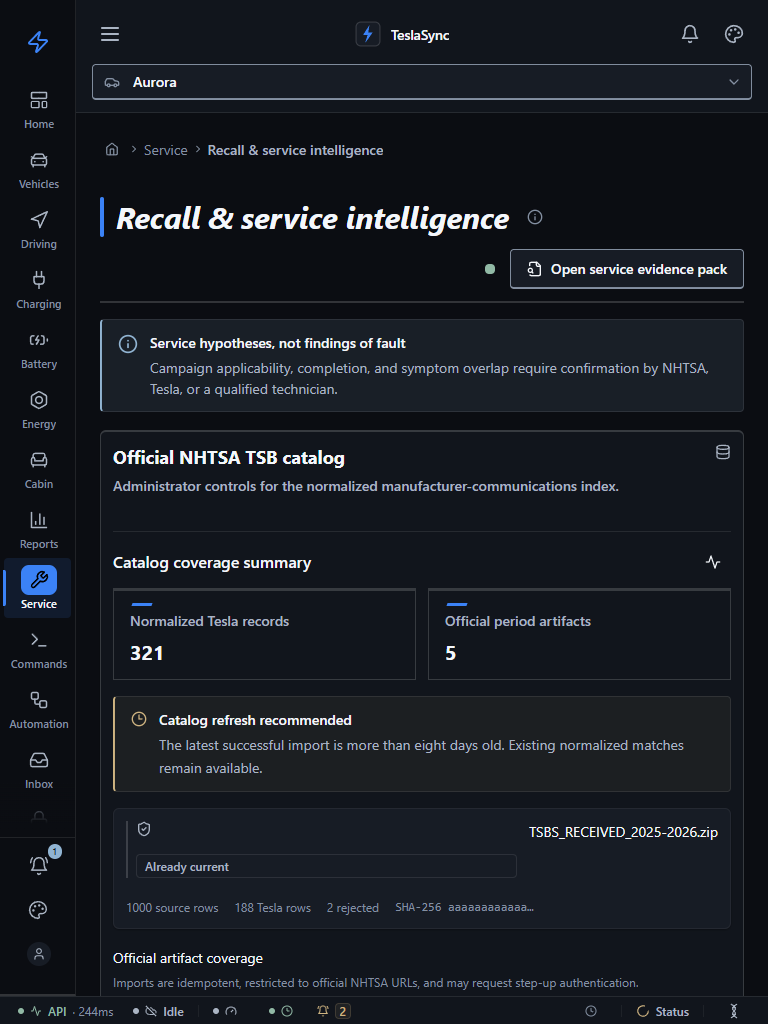 TeslaSync
Aurora
Home
Vehicles
Driving
Charging
Battery
Energy
Cabin
Reports
Service
Commands
Automation
Inbox
1
Service
Recall & service intelligence
Recall & service intelligence
Open service evidence pack
Service hypotheses, not findings of fault
Campaign applicability, completion, and symptom overlap require confirmation by NHTSA,
Tesla, or a qualified technician.
Official NHTSA TSB catalog
Administrator controls for the normalized manufacturer-communications index.
Catalog coverage summary
Normalized Tesla records
321
Official period artifacts
5
Catalog refresh recommended
The latest successful import is more than eight days old. Existing normalized matches
remain available.
TSBS_RECEIVED_2025-2026.zip
Already current
1000 source rows 188 Tesla rows 2 rejected SHA-256 aaaaaaaaaaaa…
Official artifact coverage
Imports are idempotent, restricted to official NHTSA URLs, and may request step-up authentication.
API · 244ms Idle 2 Status